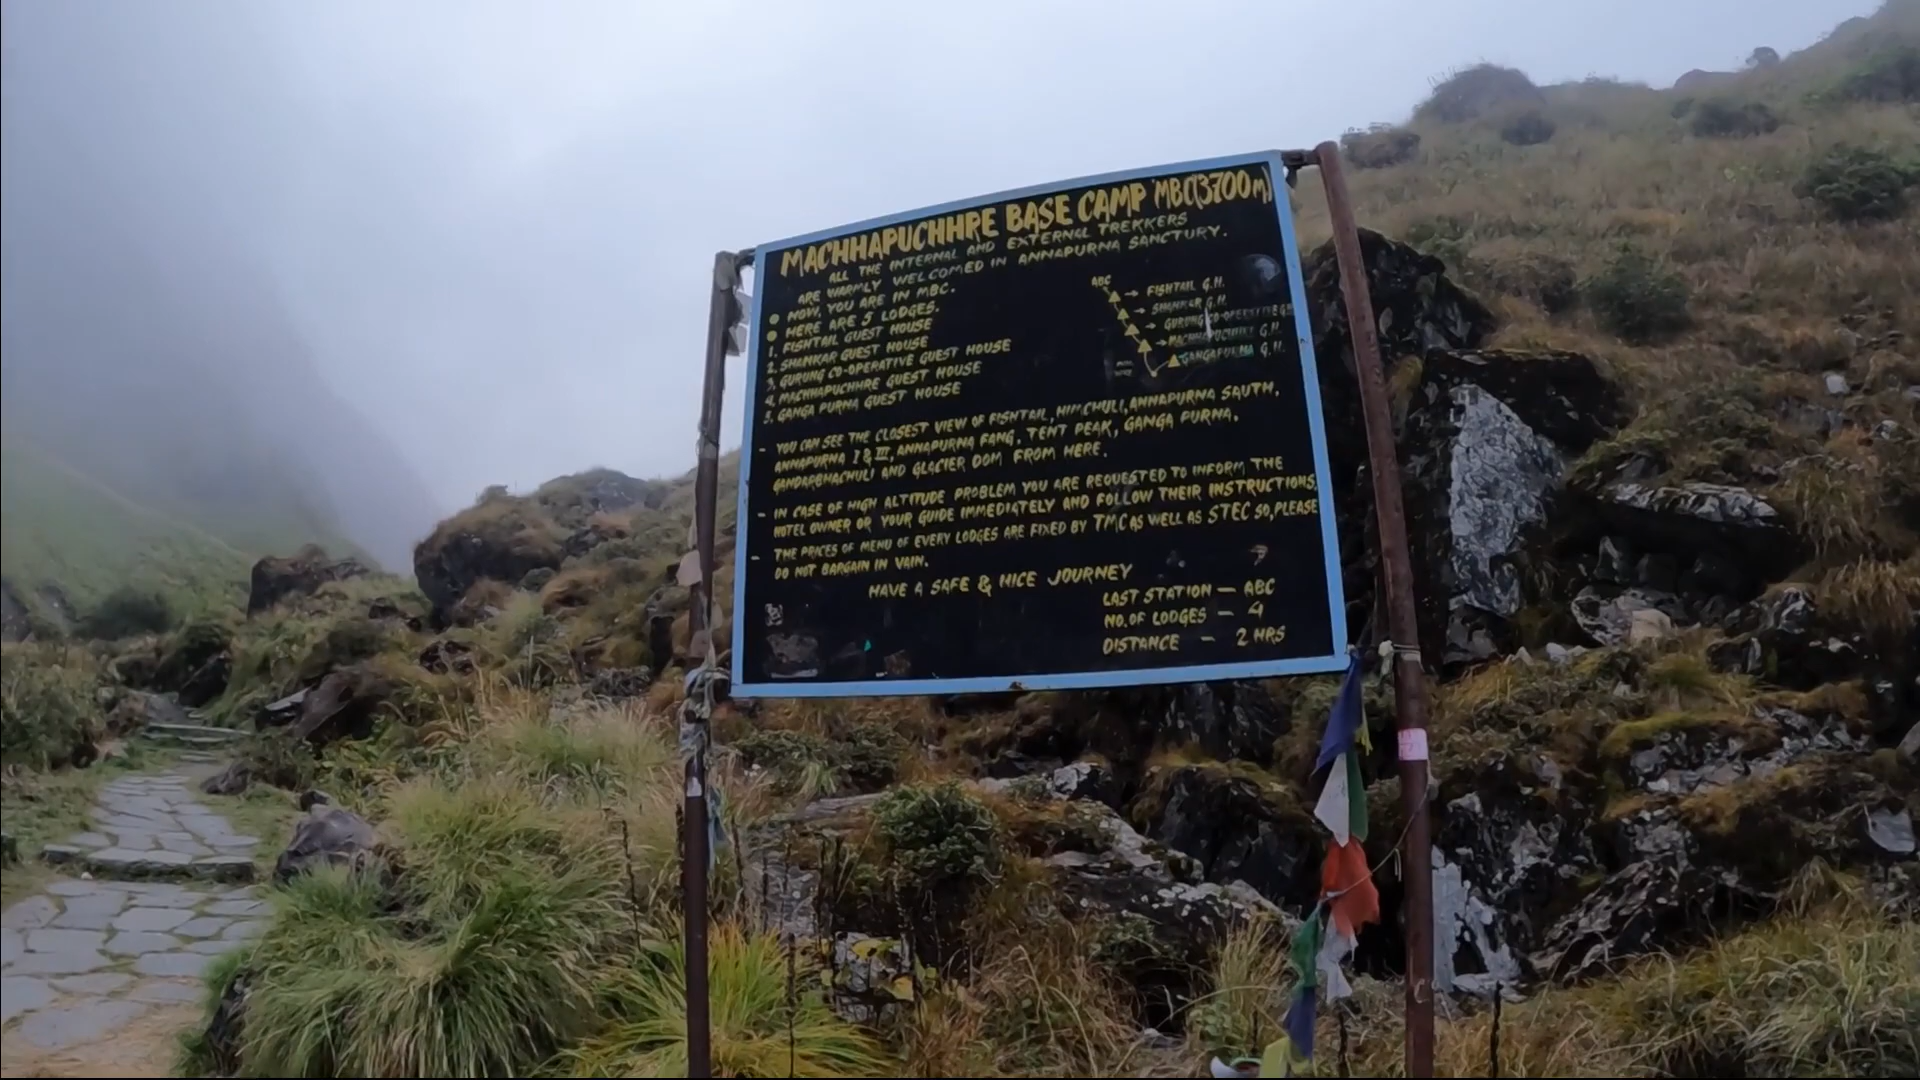 MACHHAPUCHHRE BASE CAMP 'MBC'(3700m)
ALL THE INTERNAL AND EXTERNAL TREKKERS
ARE WARMLY WELCOMED IN ANNAPURNA SANCTURY.
NOW, YOU ARE IN MBC.
HERE ARE 5 LODGES.
1. FISHTAIL GUEST HOUSE
2. SHANKAR GUEST HOUSE
3. GURUNG CO-OPERATIVE GUEST HOUSE
4. MACHHAPUCHHRE GUEST HOUSE
5. GANGA PURNA GUEST HOUSE
ABC
FISHTAIL G.H.
SHANKAR G.H.
GURUNG CO-OPERATIVE G.H
MACHHAPUCHHRE G.H.
GANGAPURNA G.H.
- YOU CAN SEE THE CLOSEST VIEW OF FISHTAIL, HIMCHULI, ANNAPURNA SAUTH,
ANNAPURNA I & III, ANNAPURNA FANG, TENT PEAK, GANGA PURNA,
GANDARBHACHULI AND GLACIER DOM FROM HERE.
- IN CASE OF HIGH ALTITUDE PROBLEM YOU ARE REQUESTED TO INFORM THE
HOTEL OWNER OR YOUR GUIDE IMMEDIATELY AND FOLLOW THEIR INSTRUCTIONS
- THE PRICES OF MENU OF EVERY LODGES ARE FIXED BY TMC AS WELL AS STEC SO, PLEASE
DO NOT BARGAIN IN VAIN.
HAVE A SAFE & NICE JOURNEY
LAST STATION — ABC
NO. OF LODGES — 4
DISTANCE — 2 HRS